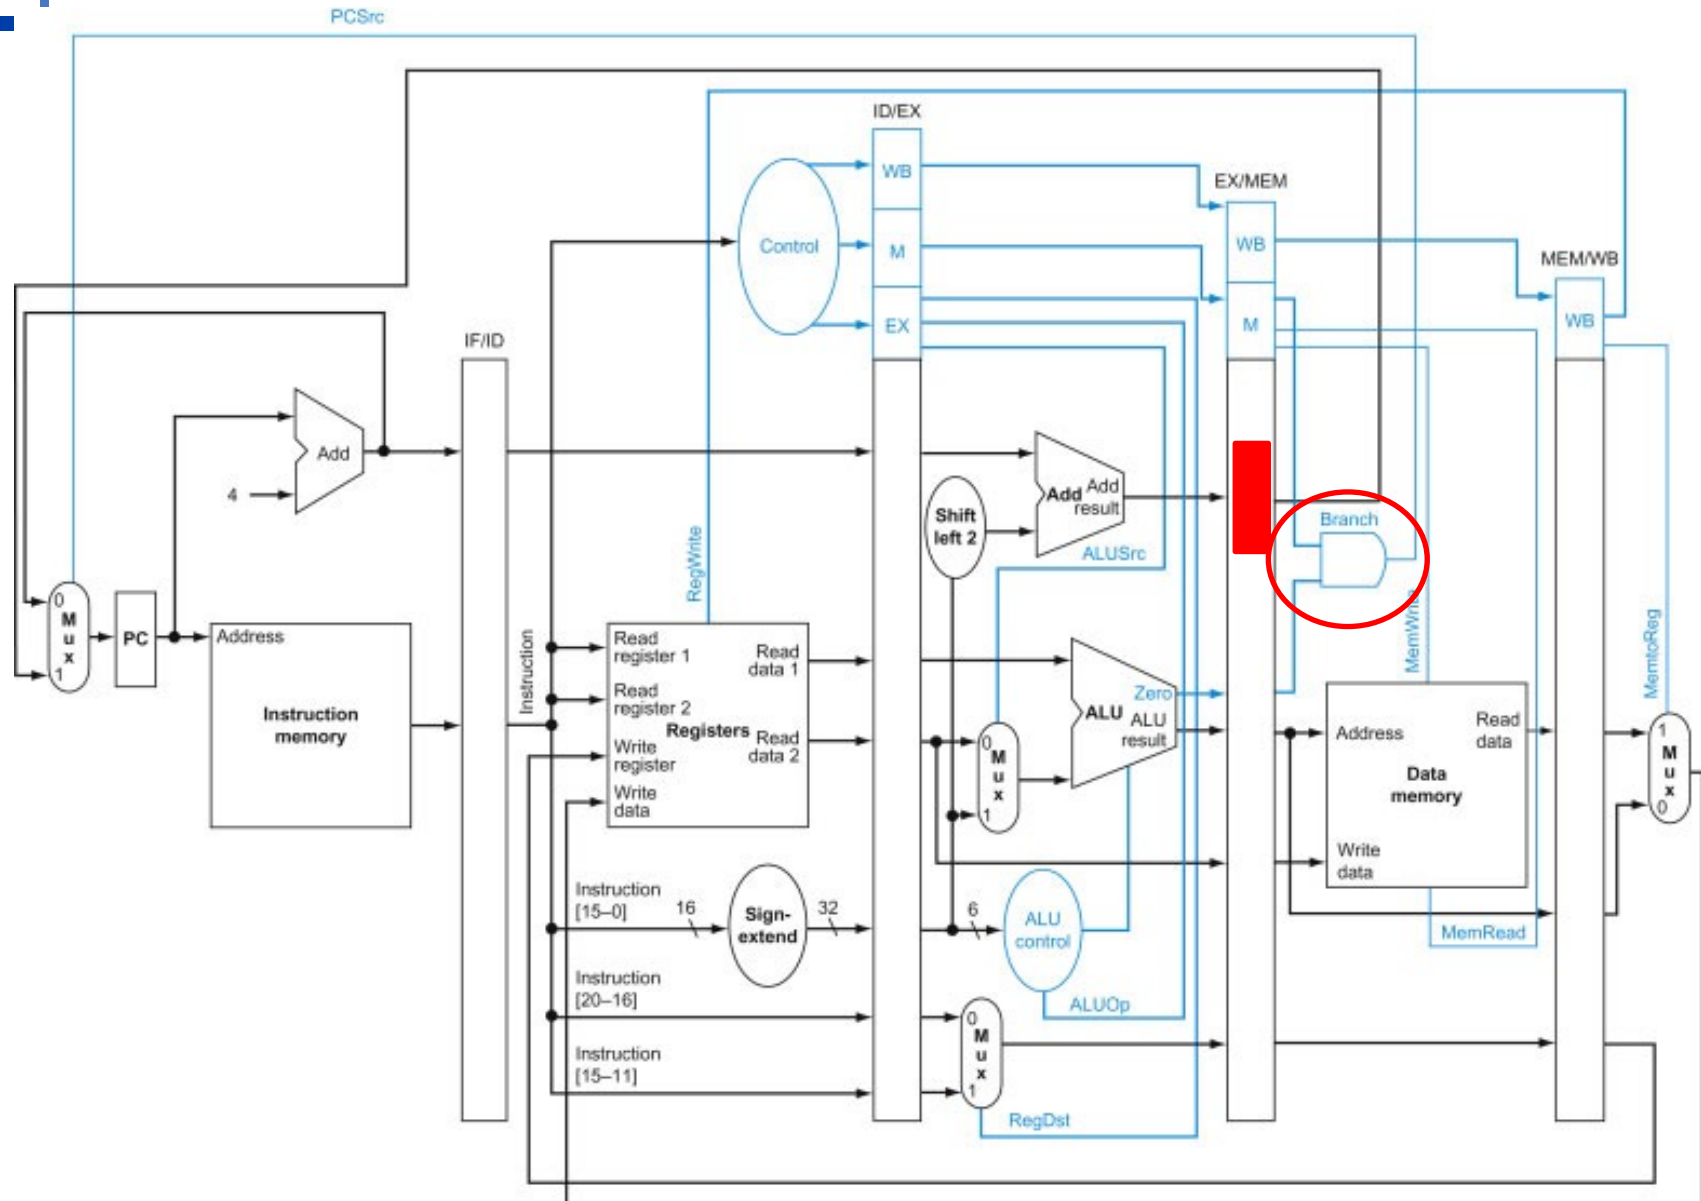 PCSrc
ID/EX
WB
EX/MEM
Control
M
WB
MEM/WB
EX
M
WB
IF/ID
Add
4
Add
Add
result
Shift
left 2
ALUSrc
Branch
RegWrite
MemWrite
MemtoReg
0
M
u
x
1
PC
Address
Instruction
memory
Instruction
Read
register 1
Read
register 2
Write
register
Write
data
Registers
Read
data 1
Read
data 2
0
M
u
x
1
Zero
ALU
ALU
result
Address
Read
data
Data
memory
Write
data
1
M
u
x
0
MemRead
Instruction
[15–0]
16
Sign-
extend
32
6
ALU
control
Instruction
[20–16]
ALUOp
Instruction
[15–11]
0
M
u
x
1
RegDst